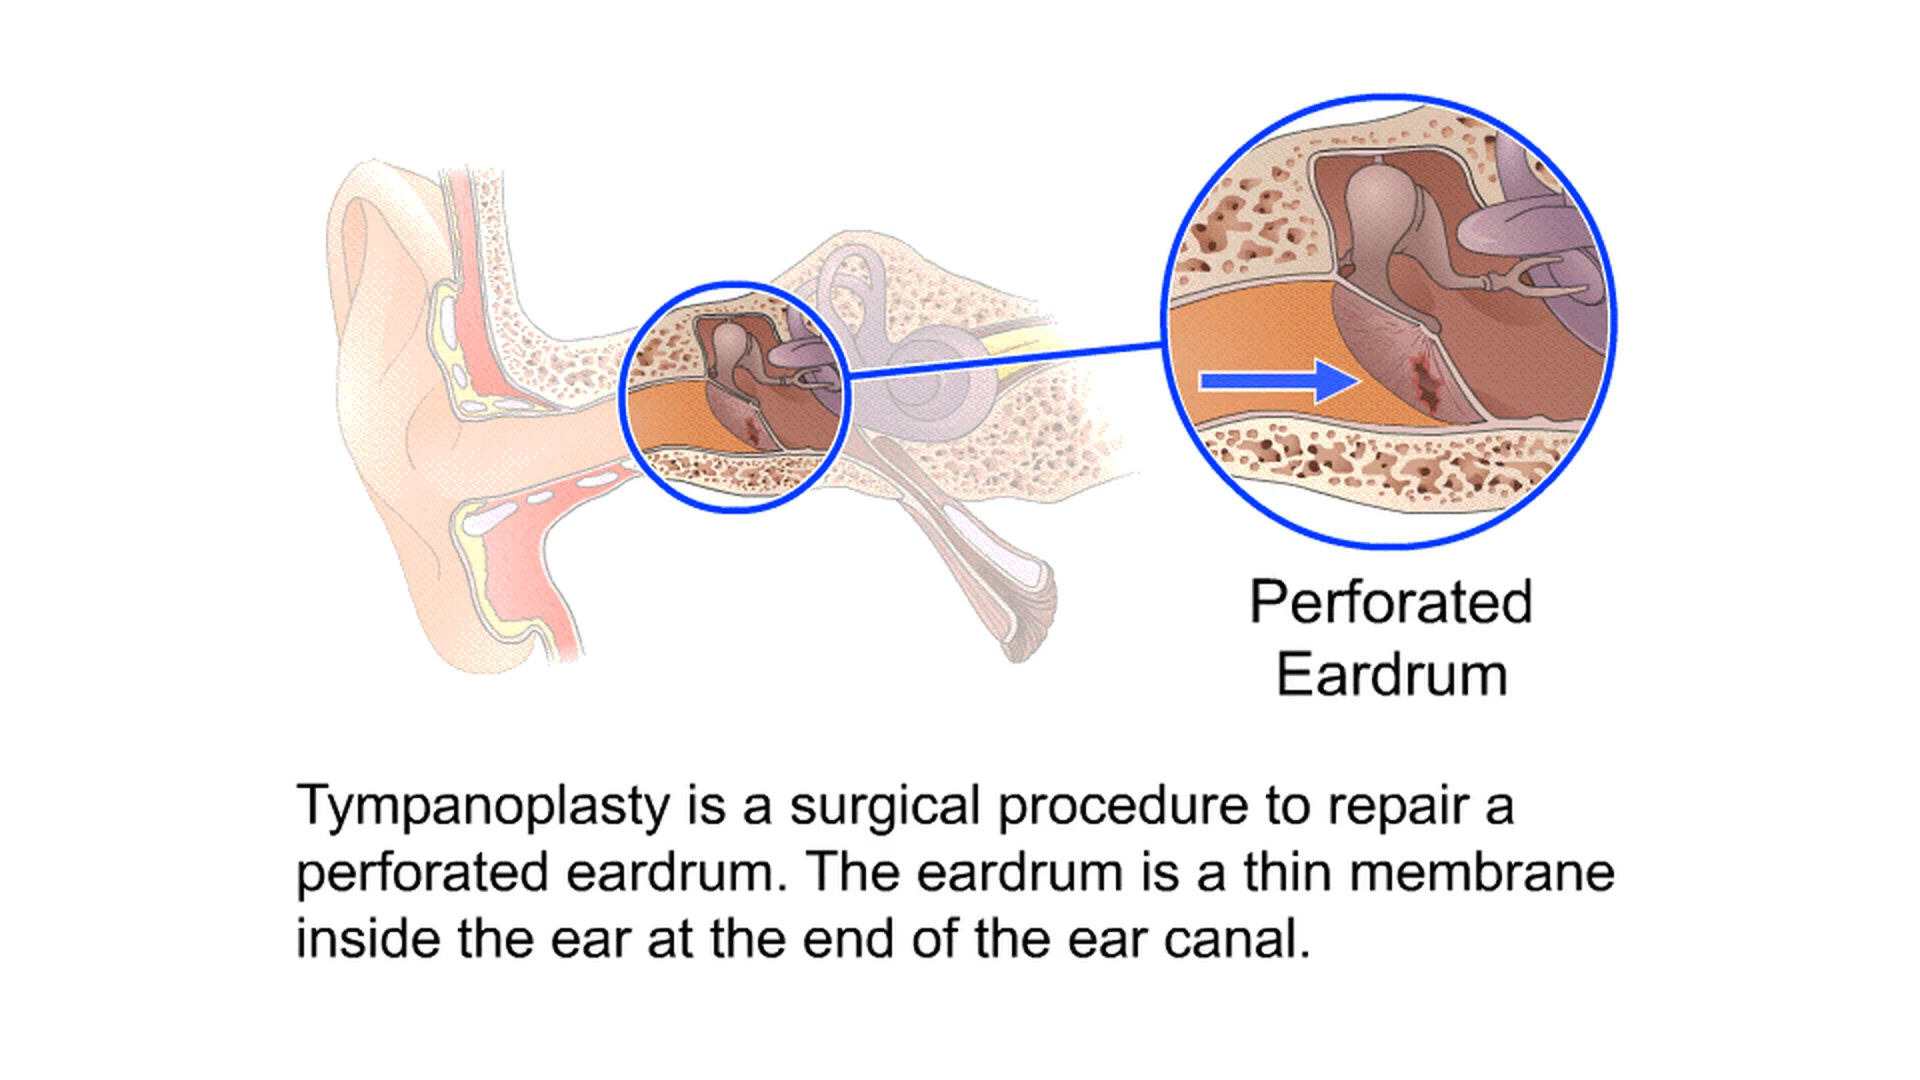 Perforated
Eardrum
Tympanoplasty is a surgical procedure to repair a
perforated eardrum. The eardrum is a thin membrane
inside the ear at the end of the ear canal.